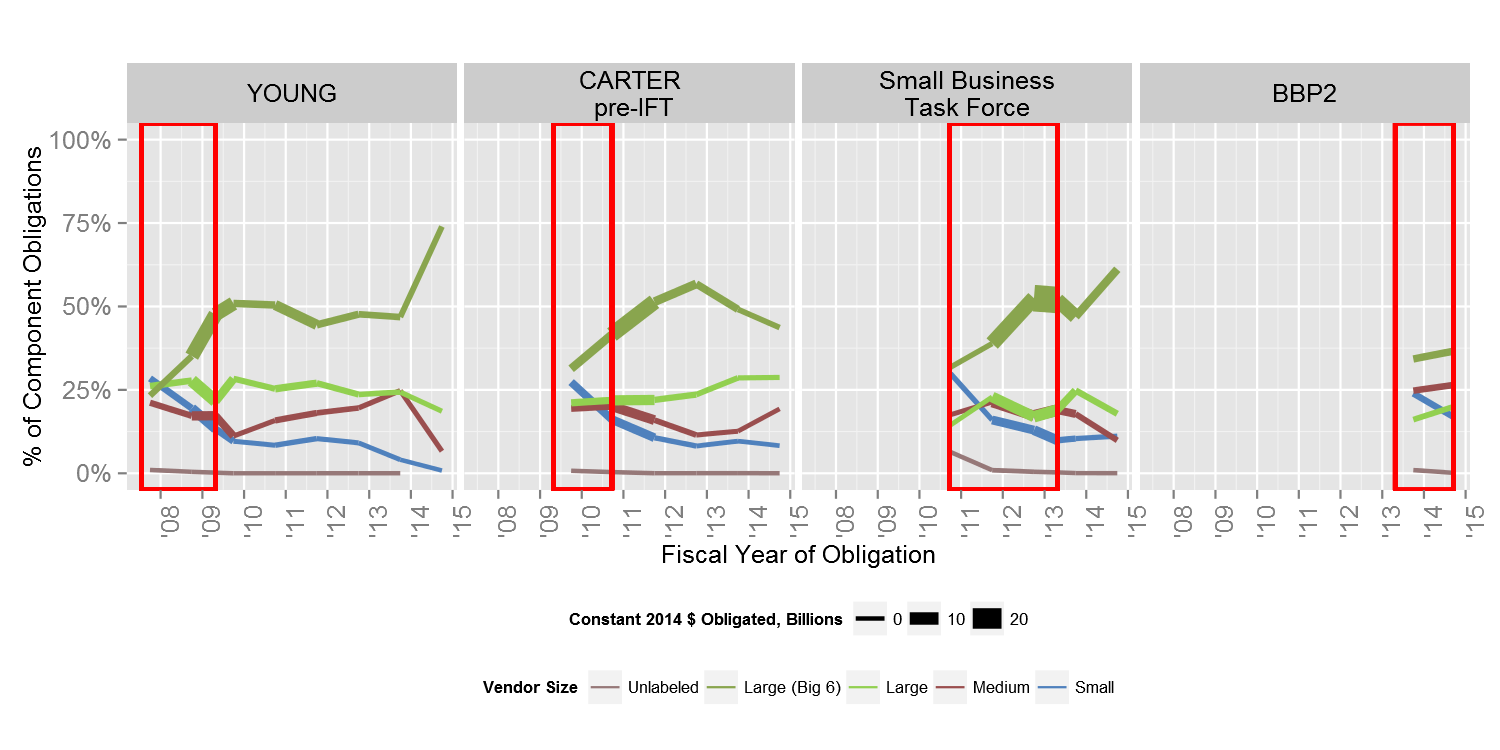 YOUNG
CARTER
pre-IFT
Small Business
Task Force
BBP2
% of Component Obligations
100%
75%
50%
25%
0%
'08 '09 '10 '11 '12 '13 '14 '15
'08 '09 '10 '11 '12 '13 '14 '15
'08 '09 '10 '11 '12 '13 '14 '15
'08 '09 '10 '11 '12 '13 '14 '15
Fiscal Year of Obligation
Constant 2014 $ Obligated, Billions 0 10 20
Vendor Size Unlabeled Large (Big 6) Large Medium Small